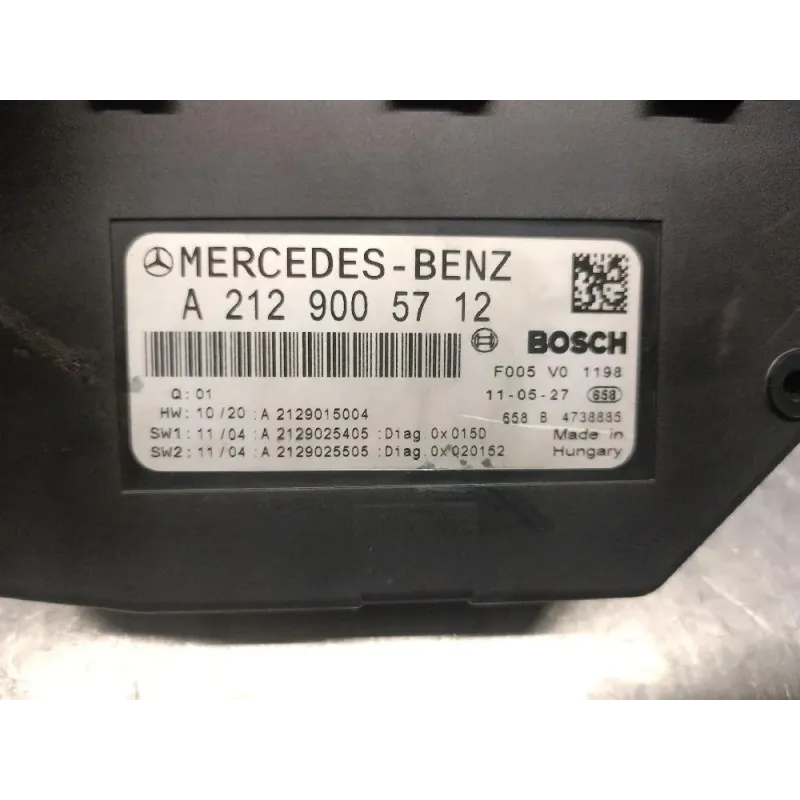 MERCEDES-BENZ
A 212 900 57 12
BOSCH
F005 V0 1198
Q: 01
11-05-27 658
HW: 10/20: A 2129015004
658 B 4738885
SW1: 11/04: A 2129025405 :Diag.0x015D
Made in
SW2: 11/04: A 2129025505 :Diag.0x020152
Hungary